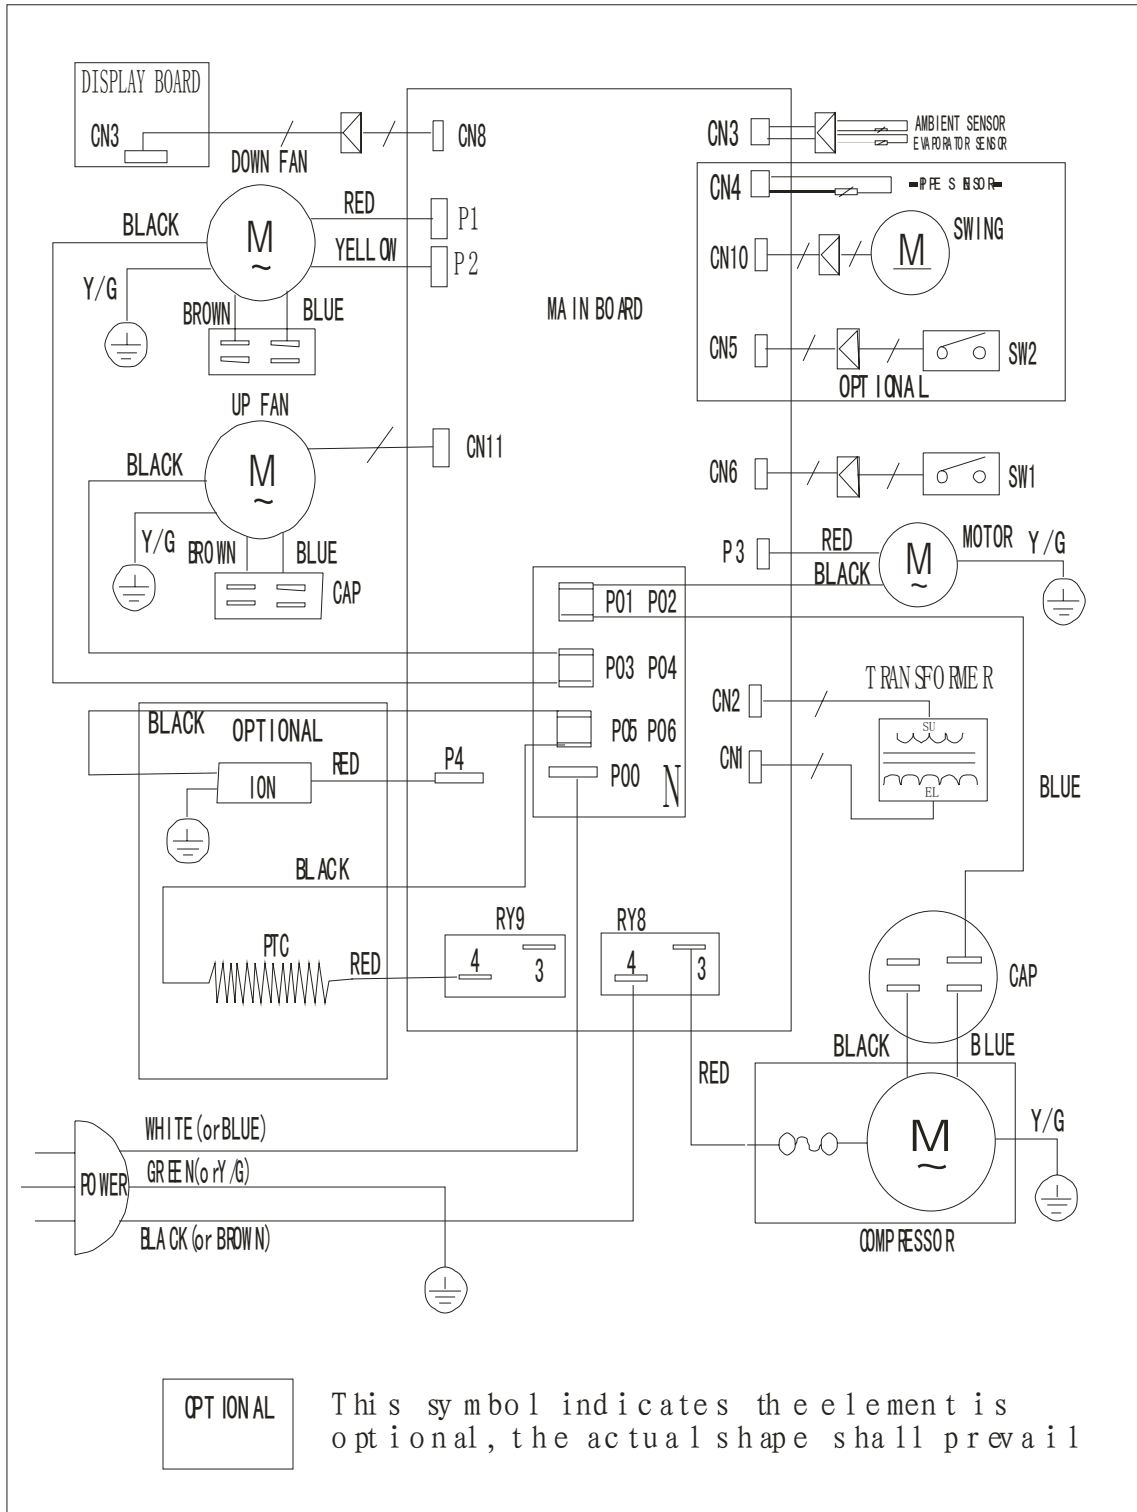 DISPLAY BOARD
CN3
CN8
DOWN FAN
BLACK
RED
P1
YELLOW
P2
Y/G
BROWN
BLUE
M
~
MAIN BOARD
CN3
AMBIENT SENSOR
EVAPORATOR SENSOR
CN4
CN10
M
SWING
CN5
SW2
OPTIONAL
UP FAN
BLACK
M
~
CN11
Y/G
BROWN
BLUE
CAP
CN6
SW1
P3
RED
BLACK
M
~
MOTOR
Y/G
P01 P02
P03 P04
P05 P06
P00
N
CN2
CN1
TRANSFORMER
SU
EL
BLUE
BLACK
OPTIONAL
ION
RED
P4
BLACK
PTC
RED
RY9
4
3
RY8
4
3
CAP
BLACK
BLUE
RED
M
~
Y/G
COMPRESSOR
POWER
WHITE(orBLUE)
GREEN(orY/G)
BLACK(or BROWN)
OPTIONAL
This symbol indicates the element is
optional, the actual shape shall prevail